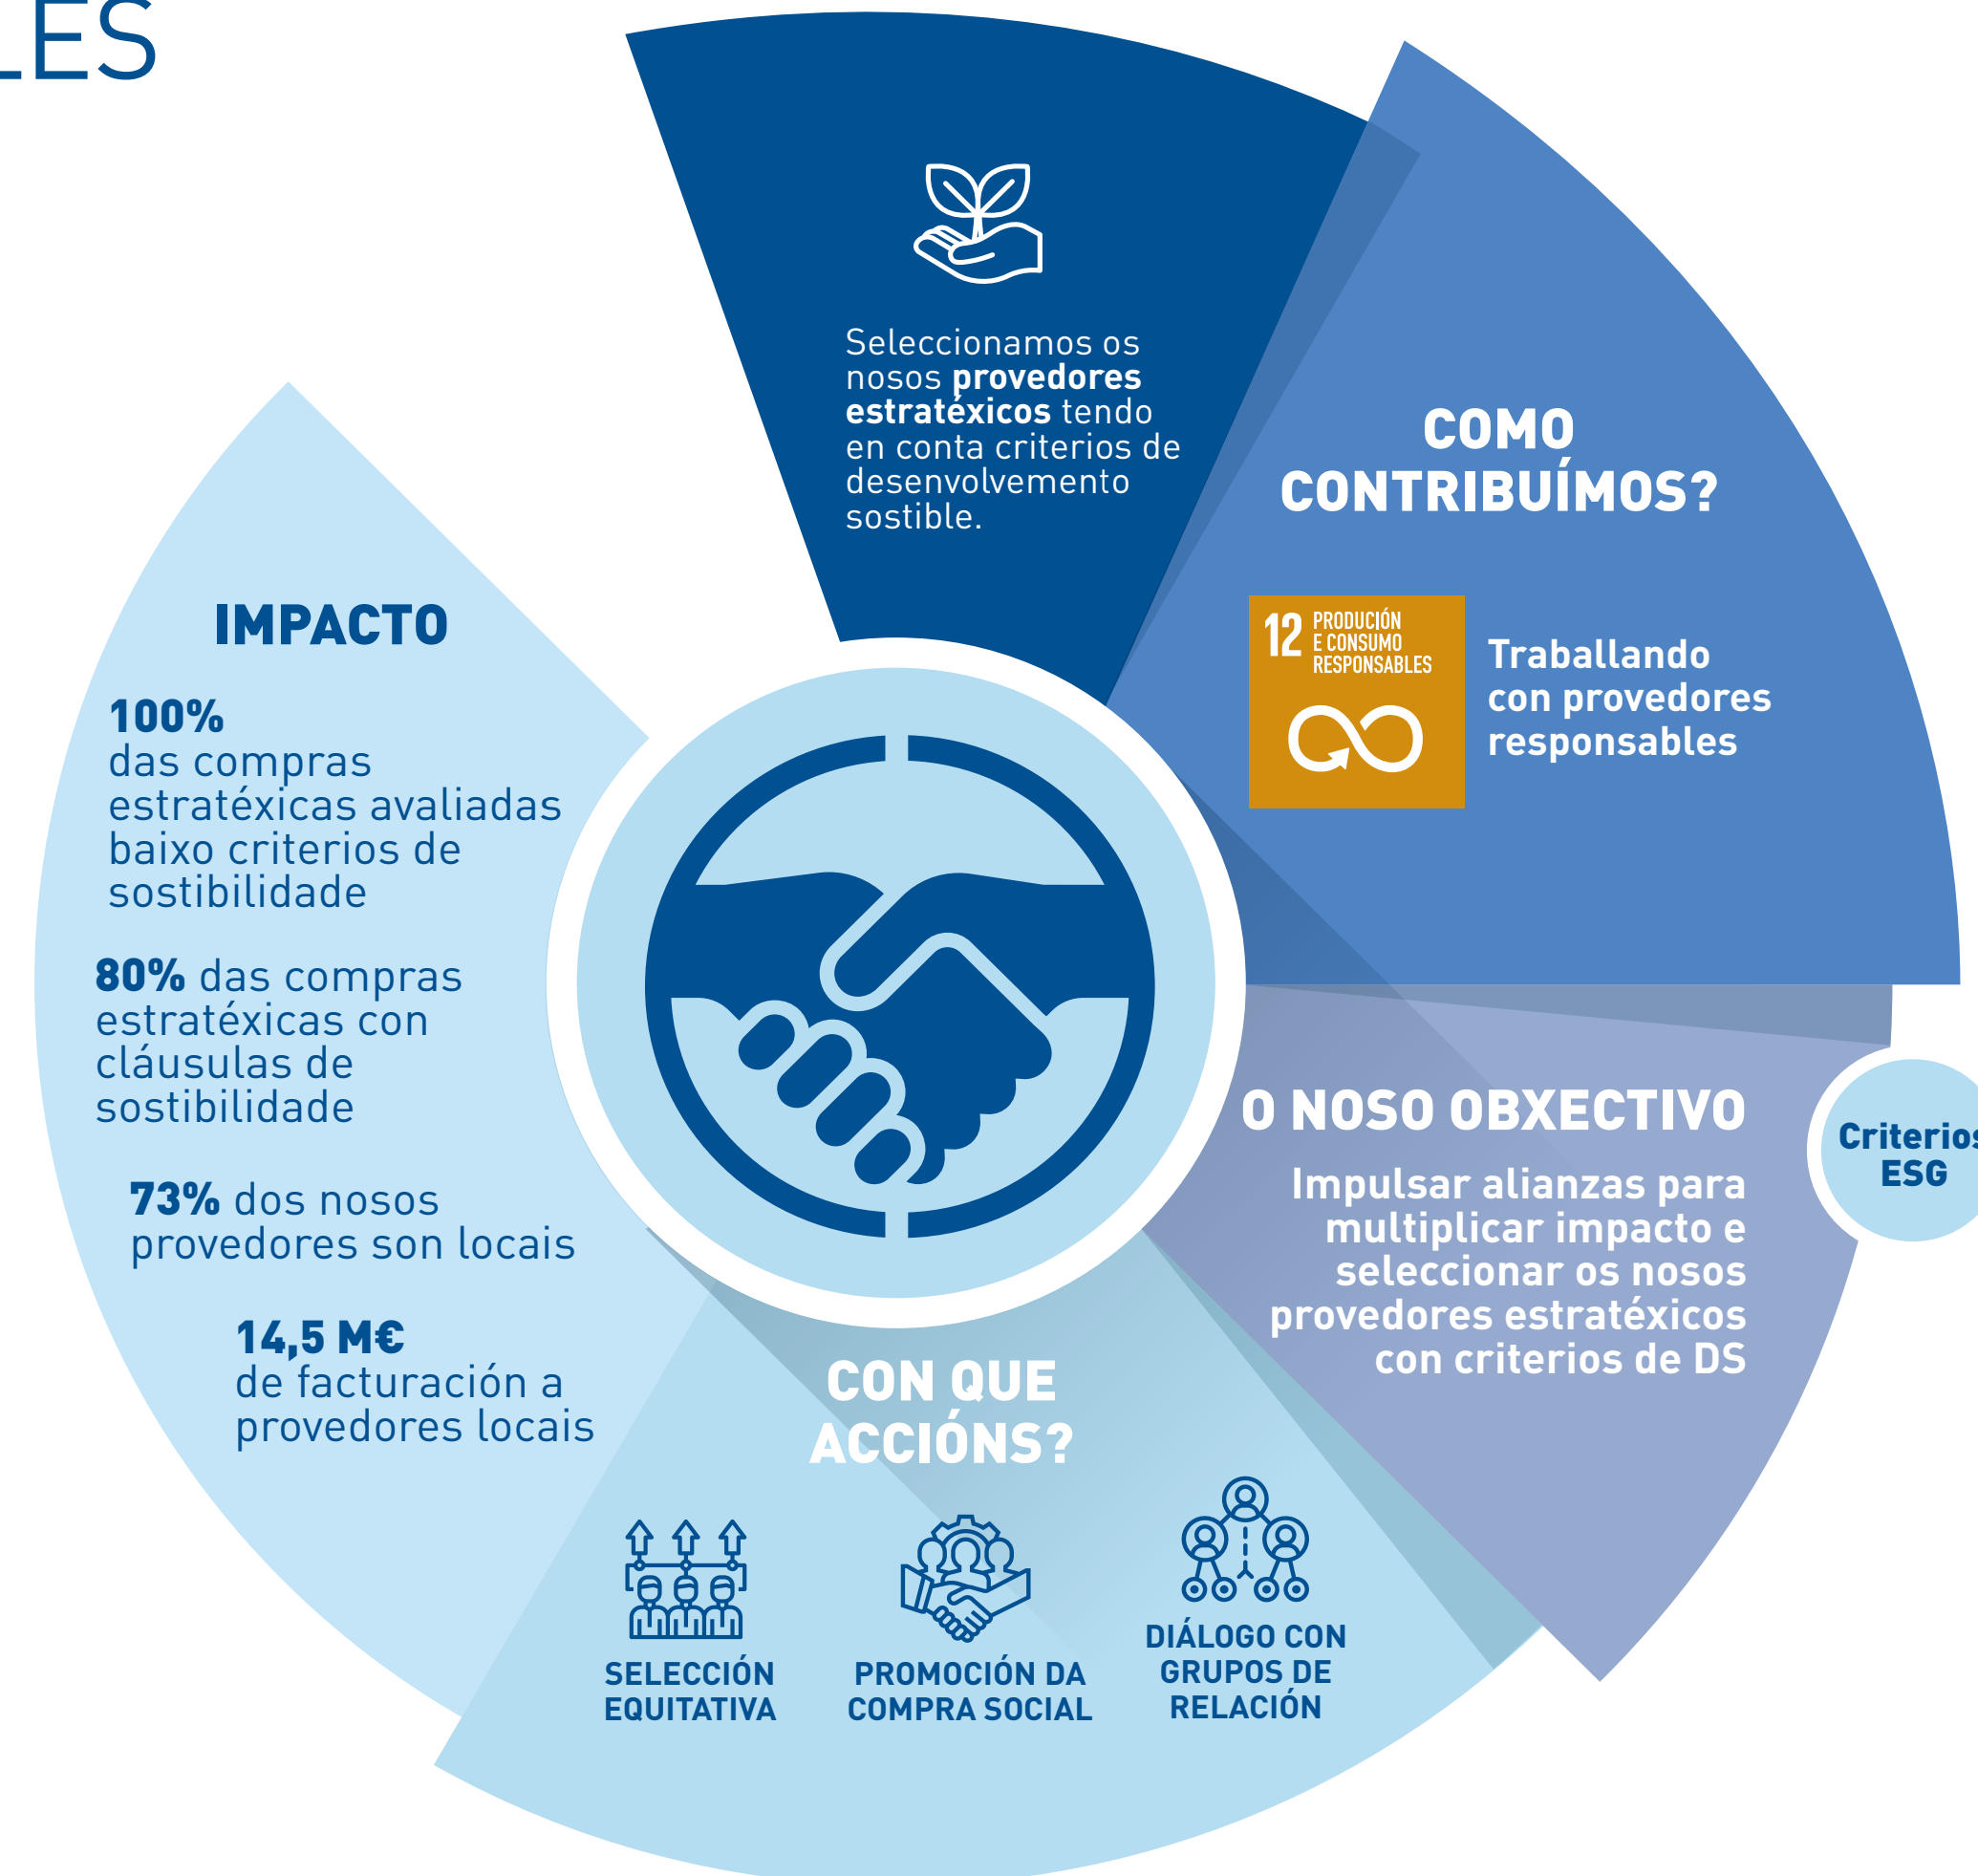 LES
Seleccionamos os
nosos provedores
estratéxicos tendo
en conta criterios de
desenvolvemento
sostible.
COMO
CONTRIBUÍMOS?
12 PRODUCIÓN
E CONSUMO
RESPONSABLES
Traballando
con provedores
responsables
O NOSO OBXECTIVO
Impulsar alianzas para
multiplicar impacto e
seleccionar os nosos
provedores estratéxicos
con criterios de DS
Criterios
ESG
CON QUE
ACCIÓNS?
SELECCIÓN
EQUITATIVA
PROMOCIÓN DA
COMPRA SOCIAL
DIÁLOGO CON
GRUPOS DE
RELACIÓN
IMPACTO
100%
das compras
estratéxicas avaliadas
baixo criterios de
sostibilidade
80% das compras
estratéxicas con
cláusulas de
sostibilidade
73% dos nosos
provedores son locais
14,5 M€
de facturación a
provedores locais